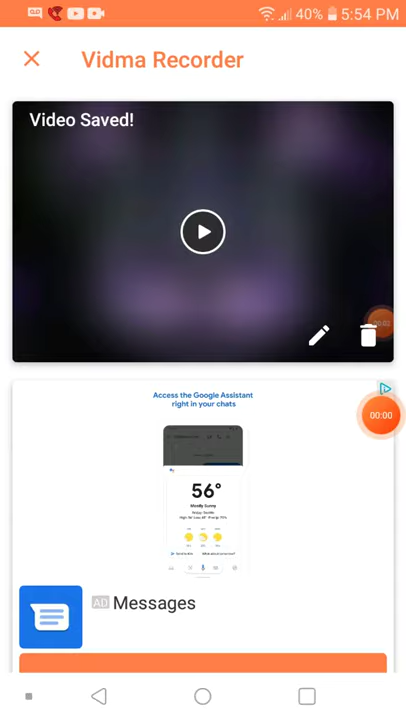 40% 5:54 PM
Vidma Recorder
Video Saved!
00:02
Access the Google Assistant
right in your chats
00:00
56°
Mostly Sunny
AD Messages